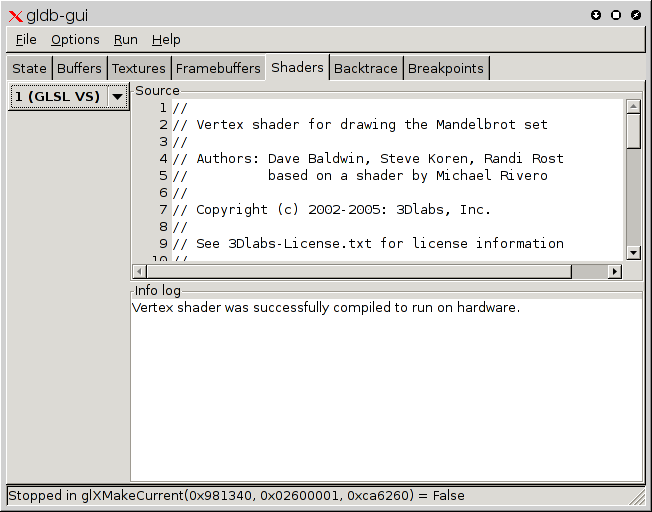 gldb-gui
File Options Run Help
State Buffers Textures Framebuffers Shaders Backtrace Breakpoints
1 (GLSL VS)
Source
1 //
2 // Vertex shader for drawing the Mandelbrot set
3 //
4 // Authors: Dave Baldwin, Steve Koren, Randi Rost
5 //          based on a shader by Michael Rivero
6 //
7 // Copyright (c) 2002-2005: 3Dlabs, Inc.
8 //
9 // See 3Dlabs-License.txt for license information
10 //
Info log
Vertex shader was successfully compiled to run on hardware.
Stopped in glXMakeCurrent(0x981340, 0x02600001, 0xca6260) = False